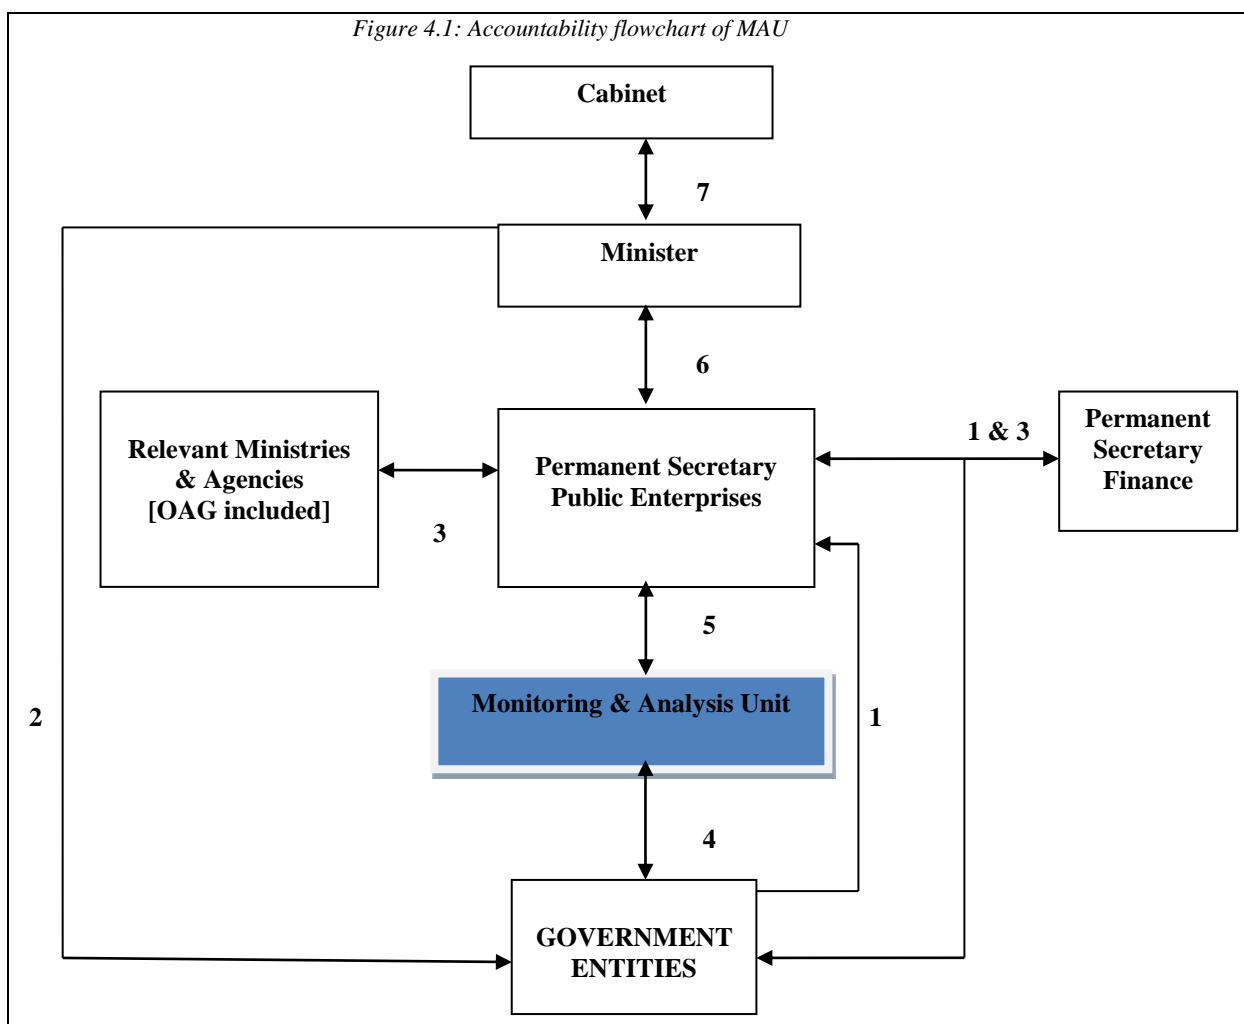 Figure 4.1: Accountability flowchart of MAU
Cabinet
7
Minister
6
Relevant Ministries
& Agencies
[OAG included]
3
Permanent Secretary
Public Enterprises
1 & 3
Permanent
Secretary
Finance
5
Monitoring & Analysis Unit
2
1
4
GOVERNMENT
ENTITIES